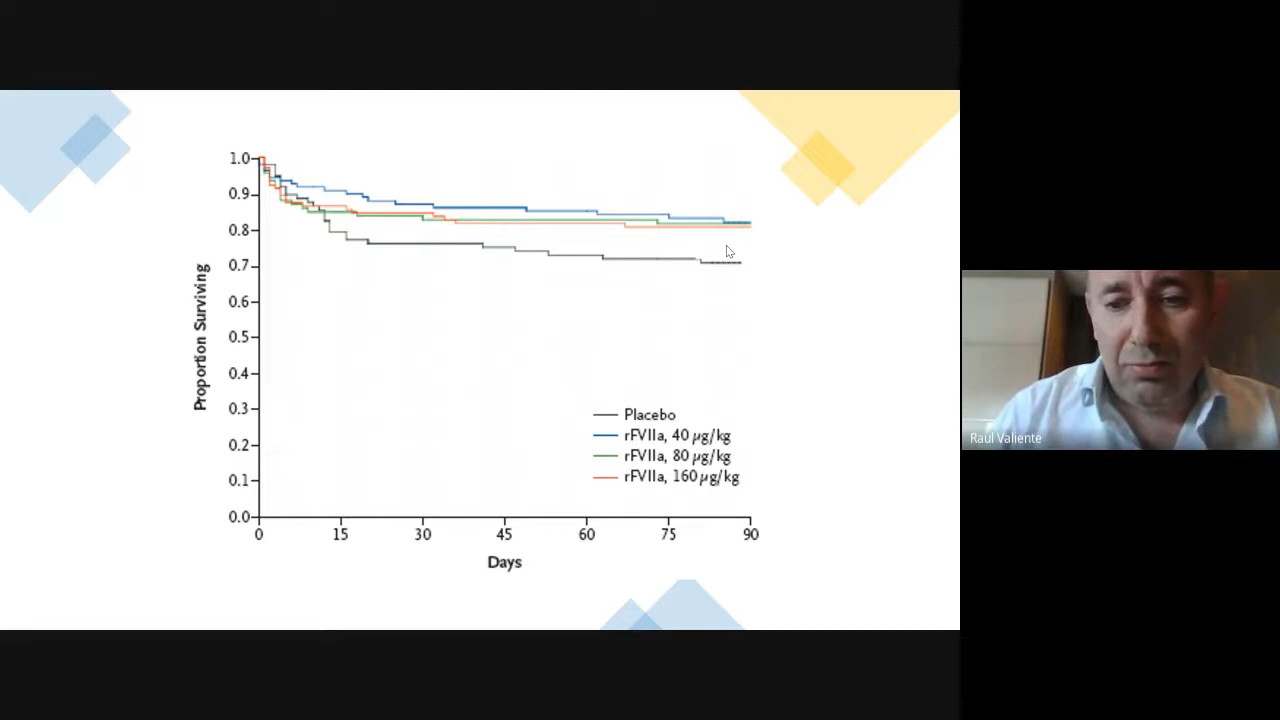 1.0
0.9
0.8
0.7
0.6
0.5
0.4
0.3
0.2
0.1
0.0
Proportion Surviving
0 15 30 45 60 75 90
Days
Placebo
rFVIIa, 40 µg/kg
rFVIIa, 80 µg/kg
rFVIIa, 160 µg/kg
Raul Valiente